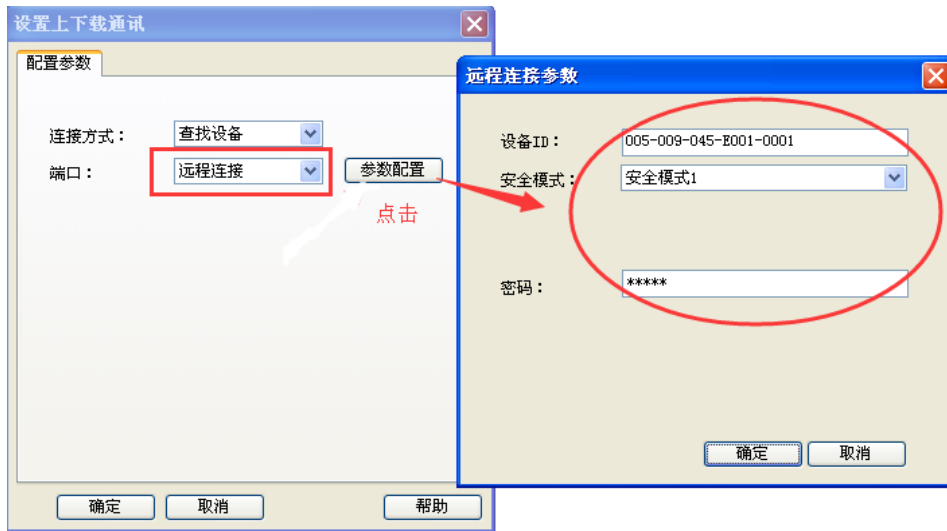 设置上下载通讯
配置参数
连接方式：
查找设备
端口：
远程连接
参数配置
点击
确定
取消
帮助
远程连接参数
设备ID：
005-009-045-E001-0001
安全模式：
安全模式1
密码：
*****
确定
取消